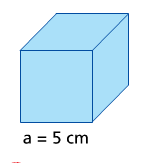 a = 5 cm